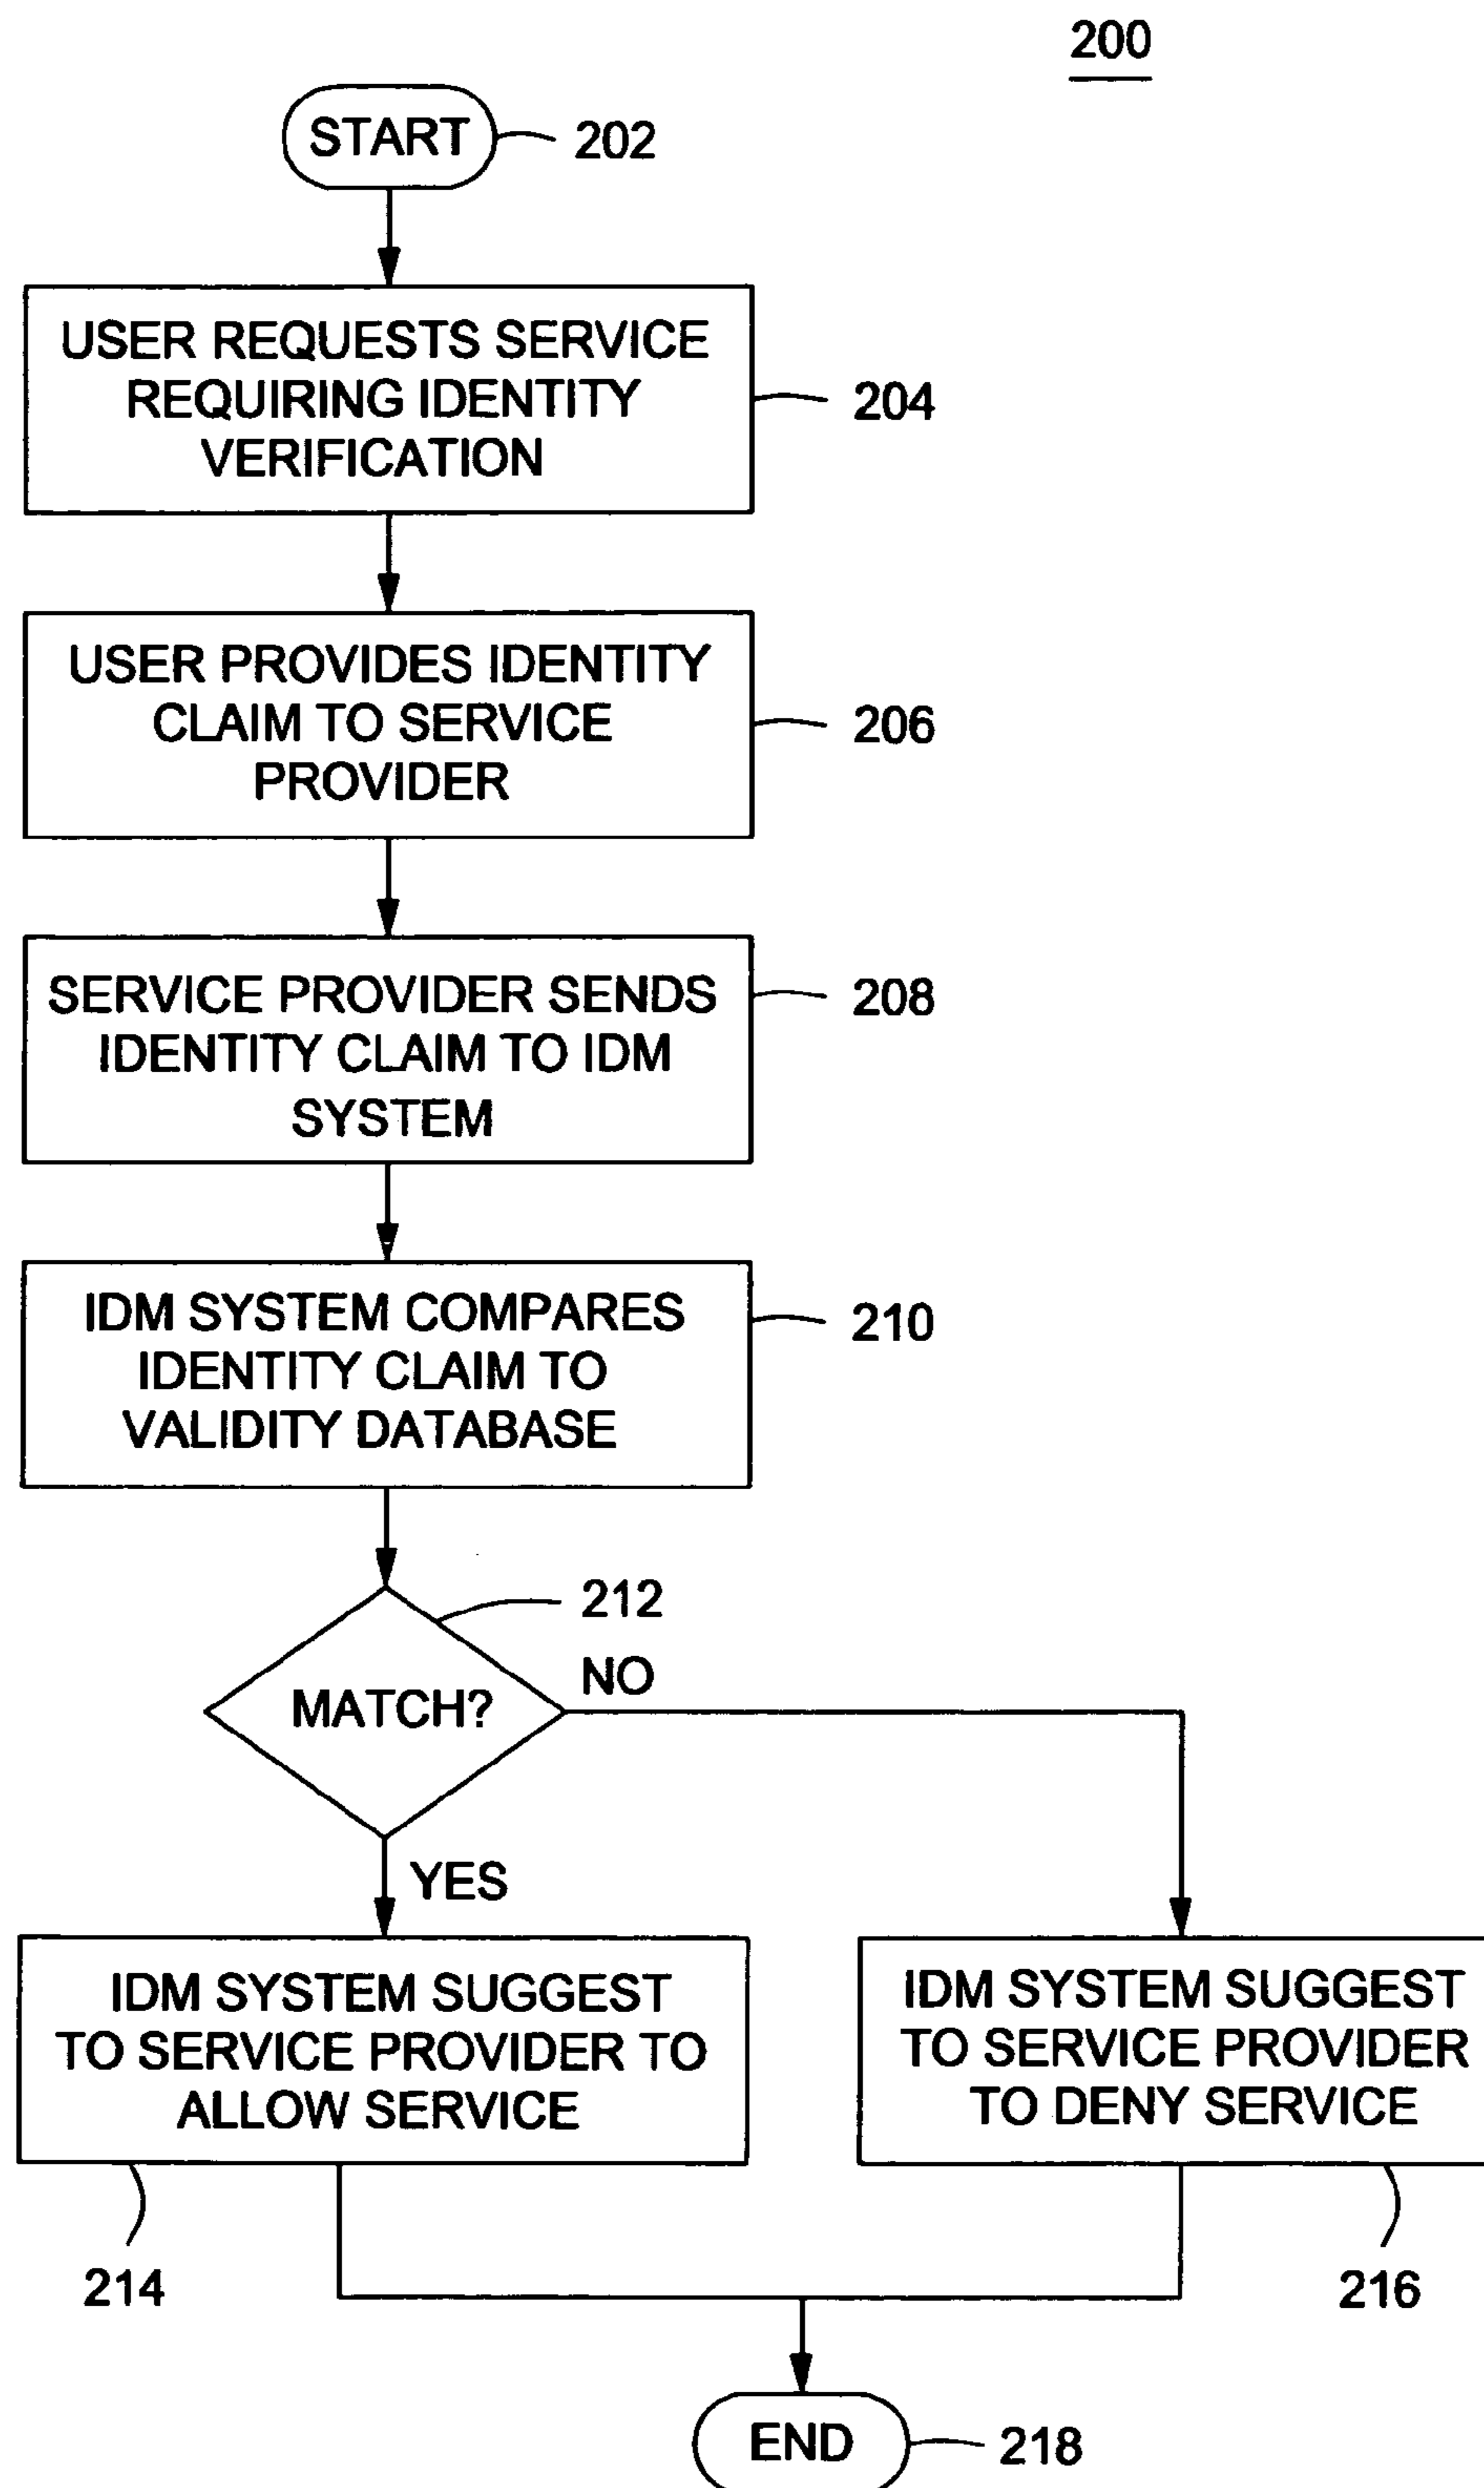 200
START
202
USER REQUESTS SERVICE
REQUIRING IDENTITY
VERIFICATION
204
USER PROVIDES IDENTITY
CLAIM TO SERVICE
PROVIDER
206
SERVICE PROVIDER SENDS
IDENTITY CLAIM TO IDM
SYSTEM
208
IDM SYSTEM COMPARES
IDENTITY CLAIM TO
VALIDITY DATABASE
210
212
MATCH?
NO
YES
IDM SYSTEM SUGGEST
TO SERVICE PROVIDER TO
ALLOW SERVICE
214
IDM SYSTEM SUGGEST
TO SERVICE PROVIDER
TO DENY SERVICE
216
END
218